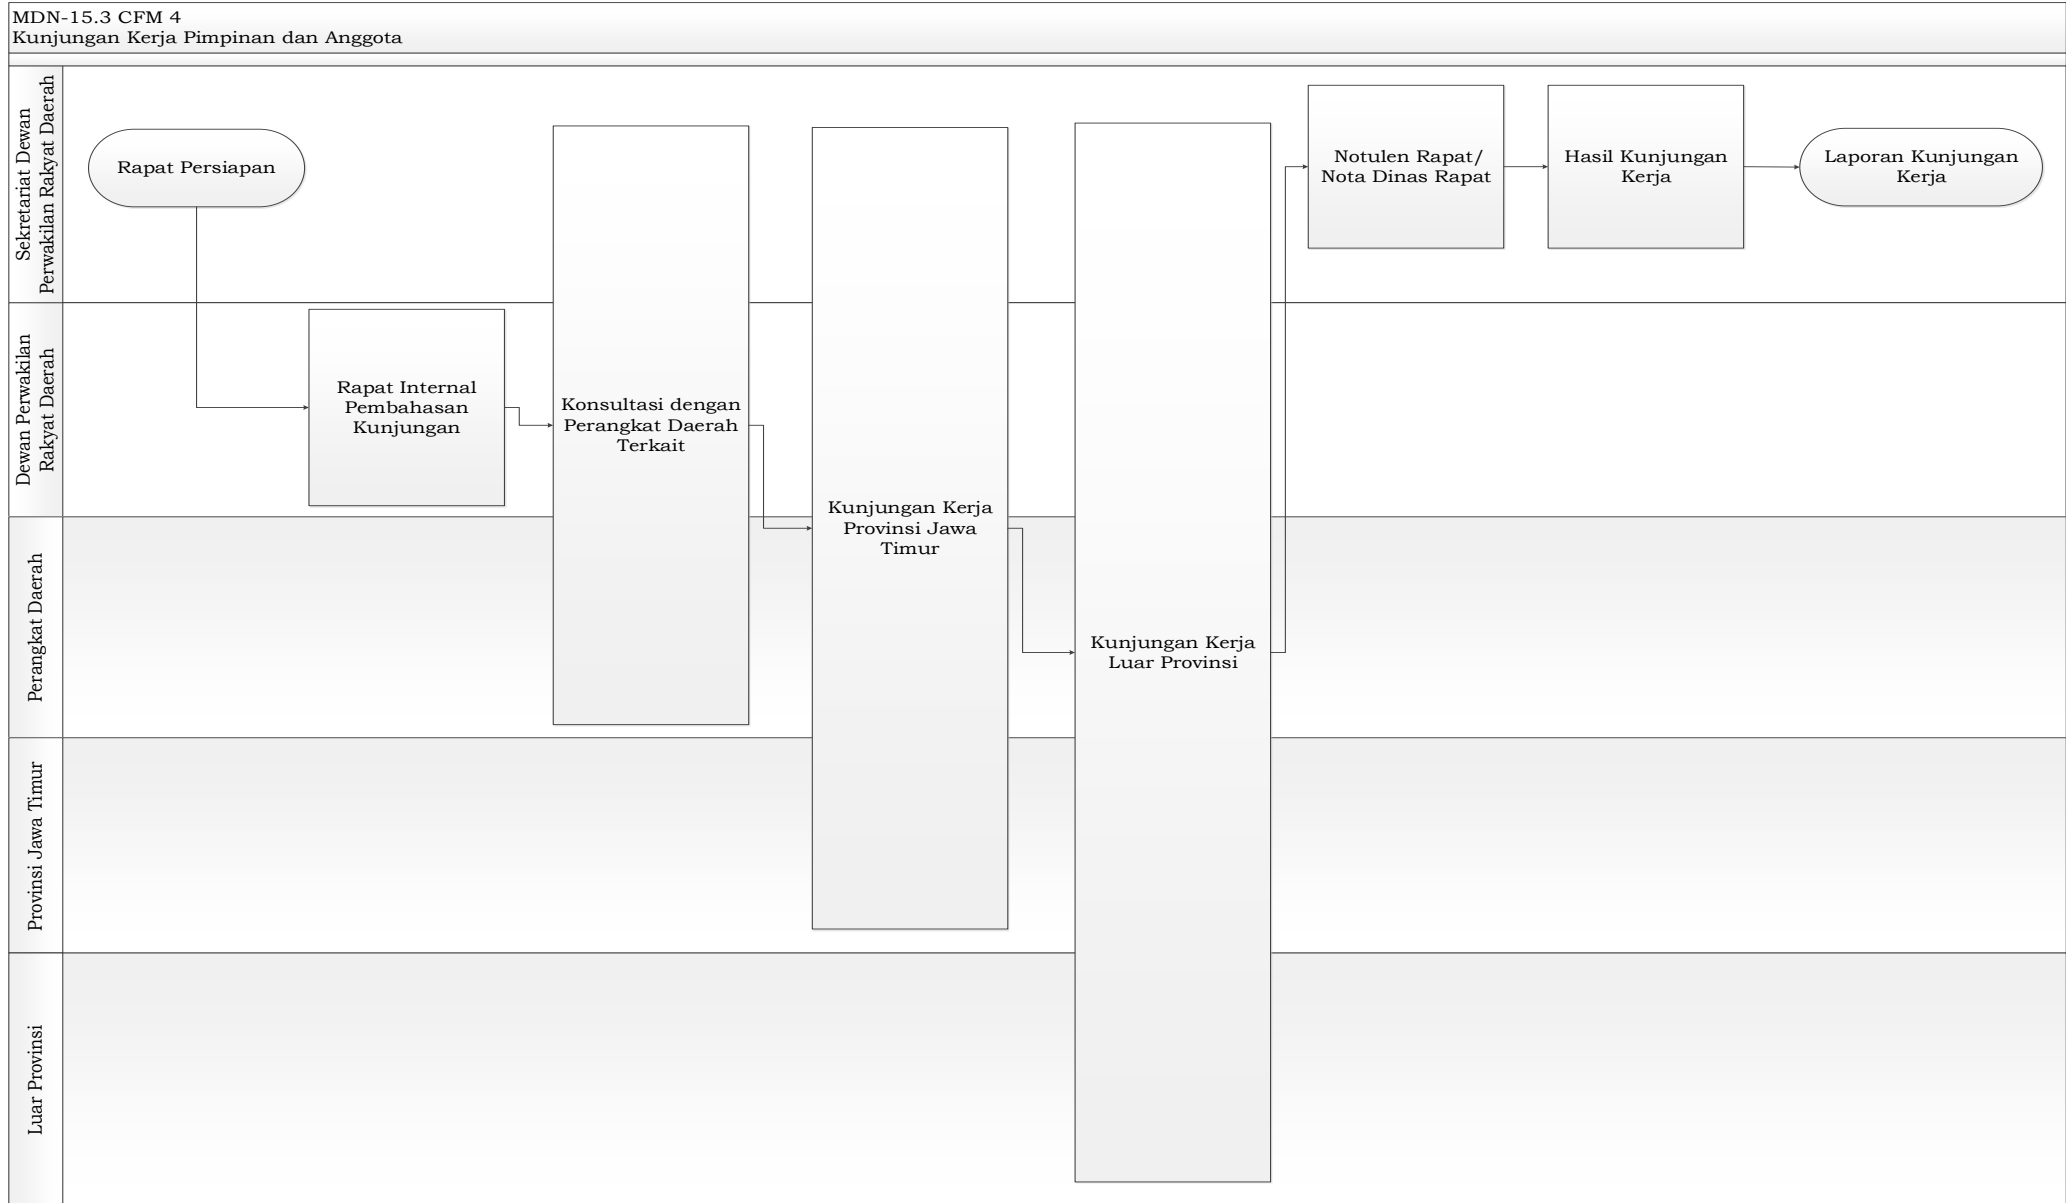 MDN-15.3 CFM 4
Kunjungan Kerja Pimpinan dan Anggota
Sekretariat Dewan
Perwakilan Rakyat Daerah
Rapat Persiapan
Notulen Rapat/
Nota Dinas Rapat
Hasil Kunjungan
Kerja
Laporan Kunjungan
Kerja
Dewan Perwakilan
Rakyat Daerah
Rapat Internal
Pembahasan
Kunjungan
Konsultasi dengan
Perangkat Daerah
Terkait
Kunjungan Kerja
Provinsi Jawa
Timur
Perangkat Daerah
Kunjungan Kerja
Luar Provinsi
Provinsi Jawa Timur
Luar Provinsi